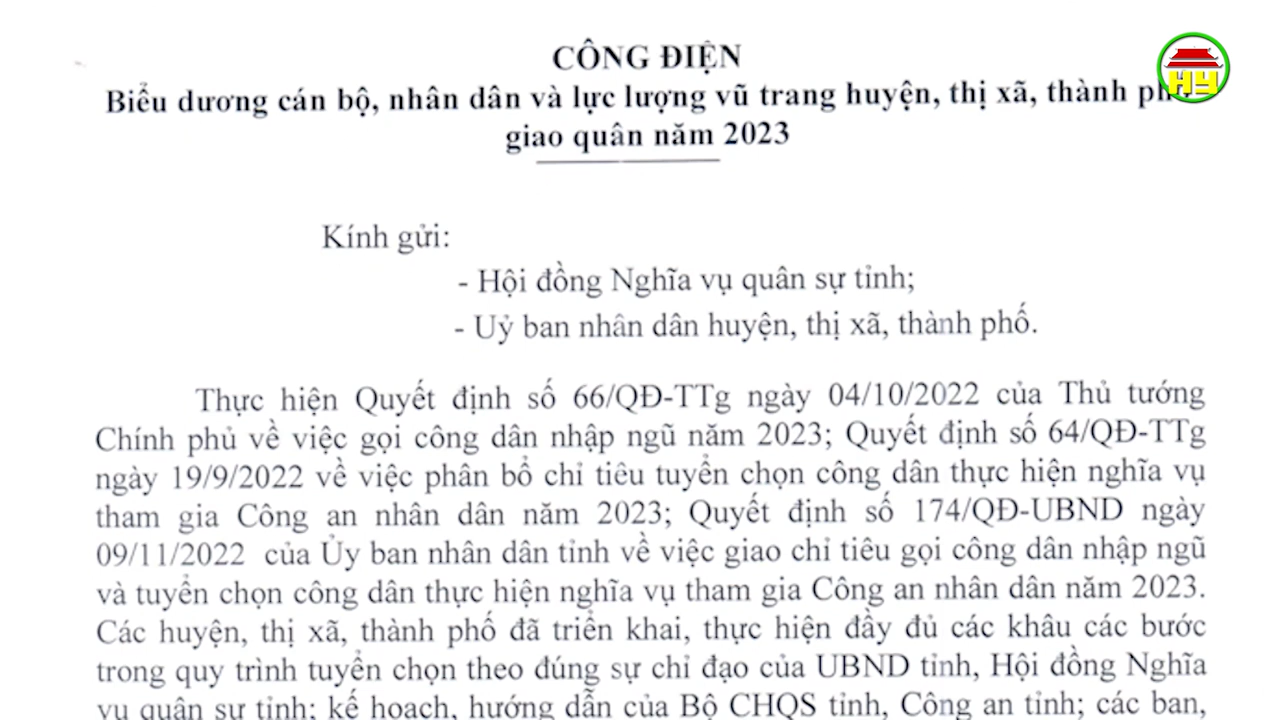 CÔNG ĐIỆN
HY
Biểu dương cán bộ, nhân dân và lực lượng vũ trang huyện, thị xã, thành phố
giao quân năm 2023
Kính gửi:
- Hội đồng Nghĩa vụ quân sự tỉnh;
- Uỷ ban nhân dân huyện, thị xã, thành phố.
Thực hiện Quyết định số 66/QĐ-TTg ngày 04/10/2022 của Thủ tướng
Chính phủ về việc gọi công dân nhập ngũ năm 2023; Quyết định số 64/QĐ-TTg
ngày 19/9/2022 về việc phân bổ chỉ tiêu tuyển chọn công dân thực hiện nghĩa vụ
tham gia Công an nhân dân năm 2023; Quyết định số 174/QĐ-UBND ngày
09/11/2022 của Ủy ban nhân dân tỉnh về việc giao chỉ tiêu gọi công dân nhập ngũ
và tuyển chọn công dân thực hiện nghĩa vụ tham gia Công an nhân dân năm 2023.
Các huyện, thị xã, thành phố đã triển khai, thực hiện đầy đủ các khâu các bước
trong quy trình tuyển chọn theo đúng sự chỉ đạo của UBND tỉnh, Hội đồng Nghĩa
vụ quân sự tỉnh; kế hoạch, hướng dẫn của Bộ CHQS tỉnh, Công an tỉnh; các ban,